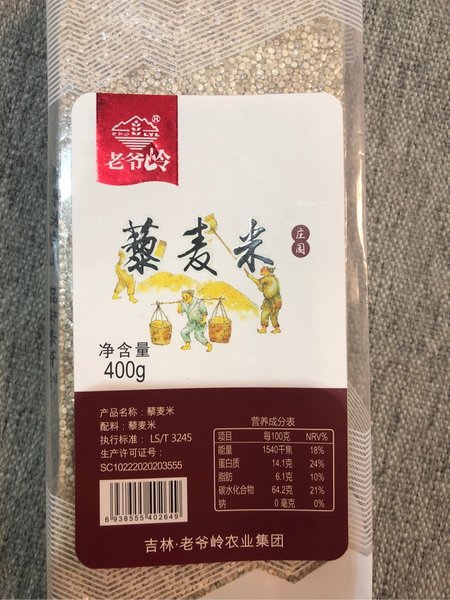 ®
老爷岭
藜麦米
庄园
净含量
400g
产品名称：藜麦米
配料：藜麦米
执行标准： LS/T 3245
生产许可证号：
SC10222020203555
6 938555 402649
营养成分表
项目 每100克 NRV%
能量 1540千焦 18%
蛋白质 14.1克 24%
脂肪 6.1克 10%
碳水化合物 64.2克 21%
钠 0 毫克 0%
吉林·老爷岭农业集团